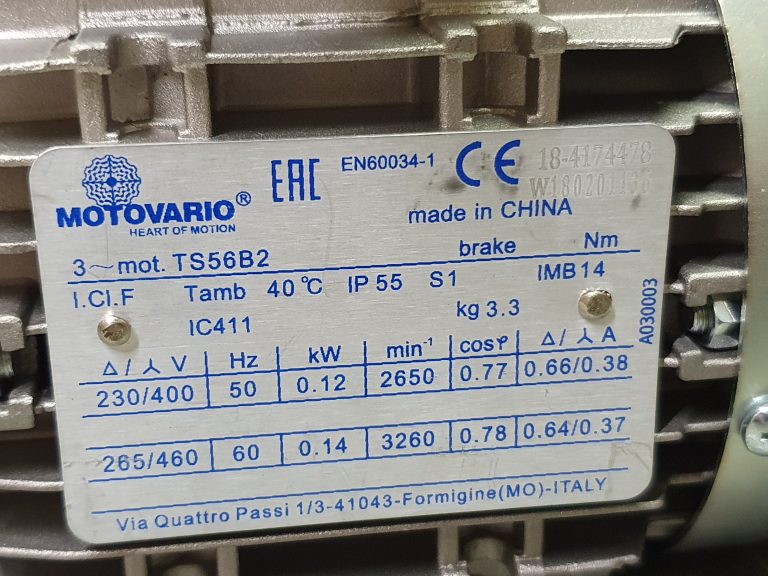 MOTOVARIO®
HEART OF MOTION
EAC EN60034-1 CE 18-4174478
made in CHINA
3~mot. TS56B2 brake Nm
I.Cl.F Tamb 40°C IP 55 S1 IMB14
IC411 kg 3.3
A030003
Δ/⅄ V Hz kW min⁻¹ cosφ Δ/⅄ A
230/400 50 0.12 2650 0.77 0.66/0.38
265/460 60 0.14 3260 0.78 0.64/0.37
Via Quattro Passi 1/3-41043-Formigine(MO)-ITALY